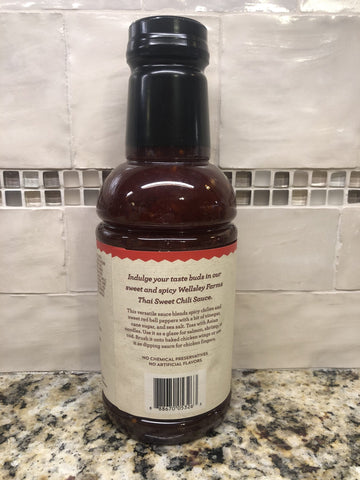 Indulge your taste buds in our
sweet and spicy Wellsley Farms
Thai Sweet Chili Sauce.
This versatile sauce blends spicy chilies and
sweet red bell peppers with a bit of vinegar,
cane sugar, and sea salt. Toss with Asian
noodles. Use it as a glaze for salmon, shrimp, or
cod. Brush it onto baked chicken wings or use
it as dipping sauce for chicken fingers.
NO CHEMICAL PRESERVATIVES
NO ARTIFICIAL FLAVORS